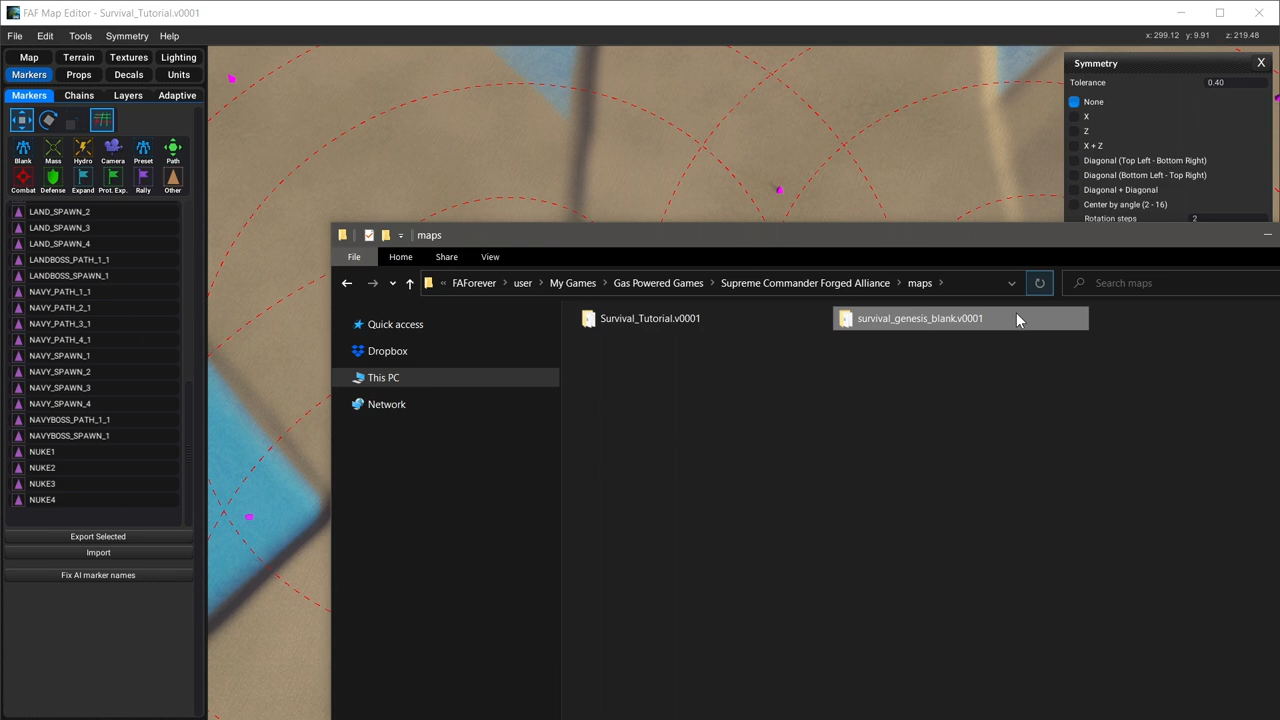 FAF Map Editor - Survival_Tutorial.v0001
File Edit Tools Symmetry Help
x: 299.12 y: 9.91 z: 219.48
Map Terrain Textures Lighting
Markers Props Decals Units
Markers Chains Layers Adaptive
Blank Mass Hydro Camera Preset Path
Combat Defense Expand Prot. Exp. Rally Other
LAND_SPAWN_2
LAND_SPAWN_3
LAND_SPAWN_4
LANDBOSS_PATH_1_1
LANDBOSS_SPAWN_1
NAVY_PATH_1_1
NAVY_PATH_2_1
NAVY_PATH_3_1
NAVY_PATH_4_1
NAVY_SPAWN_1
NAVY_SPAWN_2
NAVY_SPAWN_3
NAVY_SPAWN_4
NAVYBOSS_PATH_1_1
NAVYBOSS_SPAWN_1
NUKE1
NUKE2
NUKE3
NUKE4
Export Selected
Import
Fix AI marker names
Symmetry X
Tolerance 0.40
None
X
Z
X + Z
Diagonal (Top Left - Bottom Right)
Diagonal (Bottom Left - Top Right)
Diagonal + Diagonal
Center by angle (2 - 16)
Rotation steps 2
maps
File Home Share View
« FAForever › user › My Games › Gas Powered Games › Supreme Commander Forged Alliance › maps ›
Search maps
Quick access
Dropbox
This PC
Network
Survival_Tutorial.v0001
survival_genesis_blank.v0001